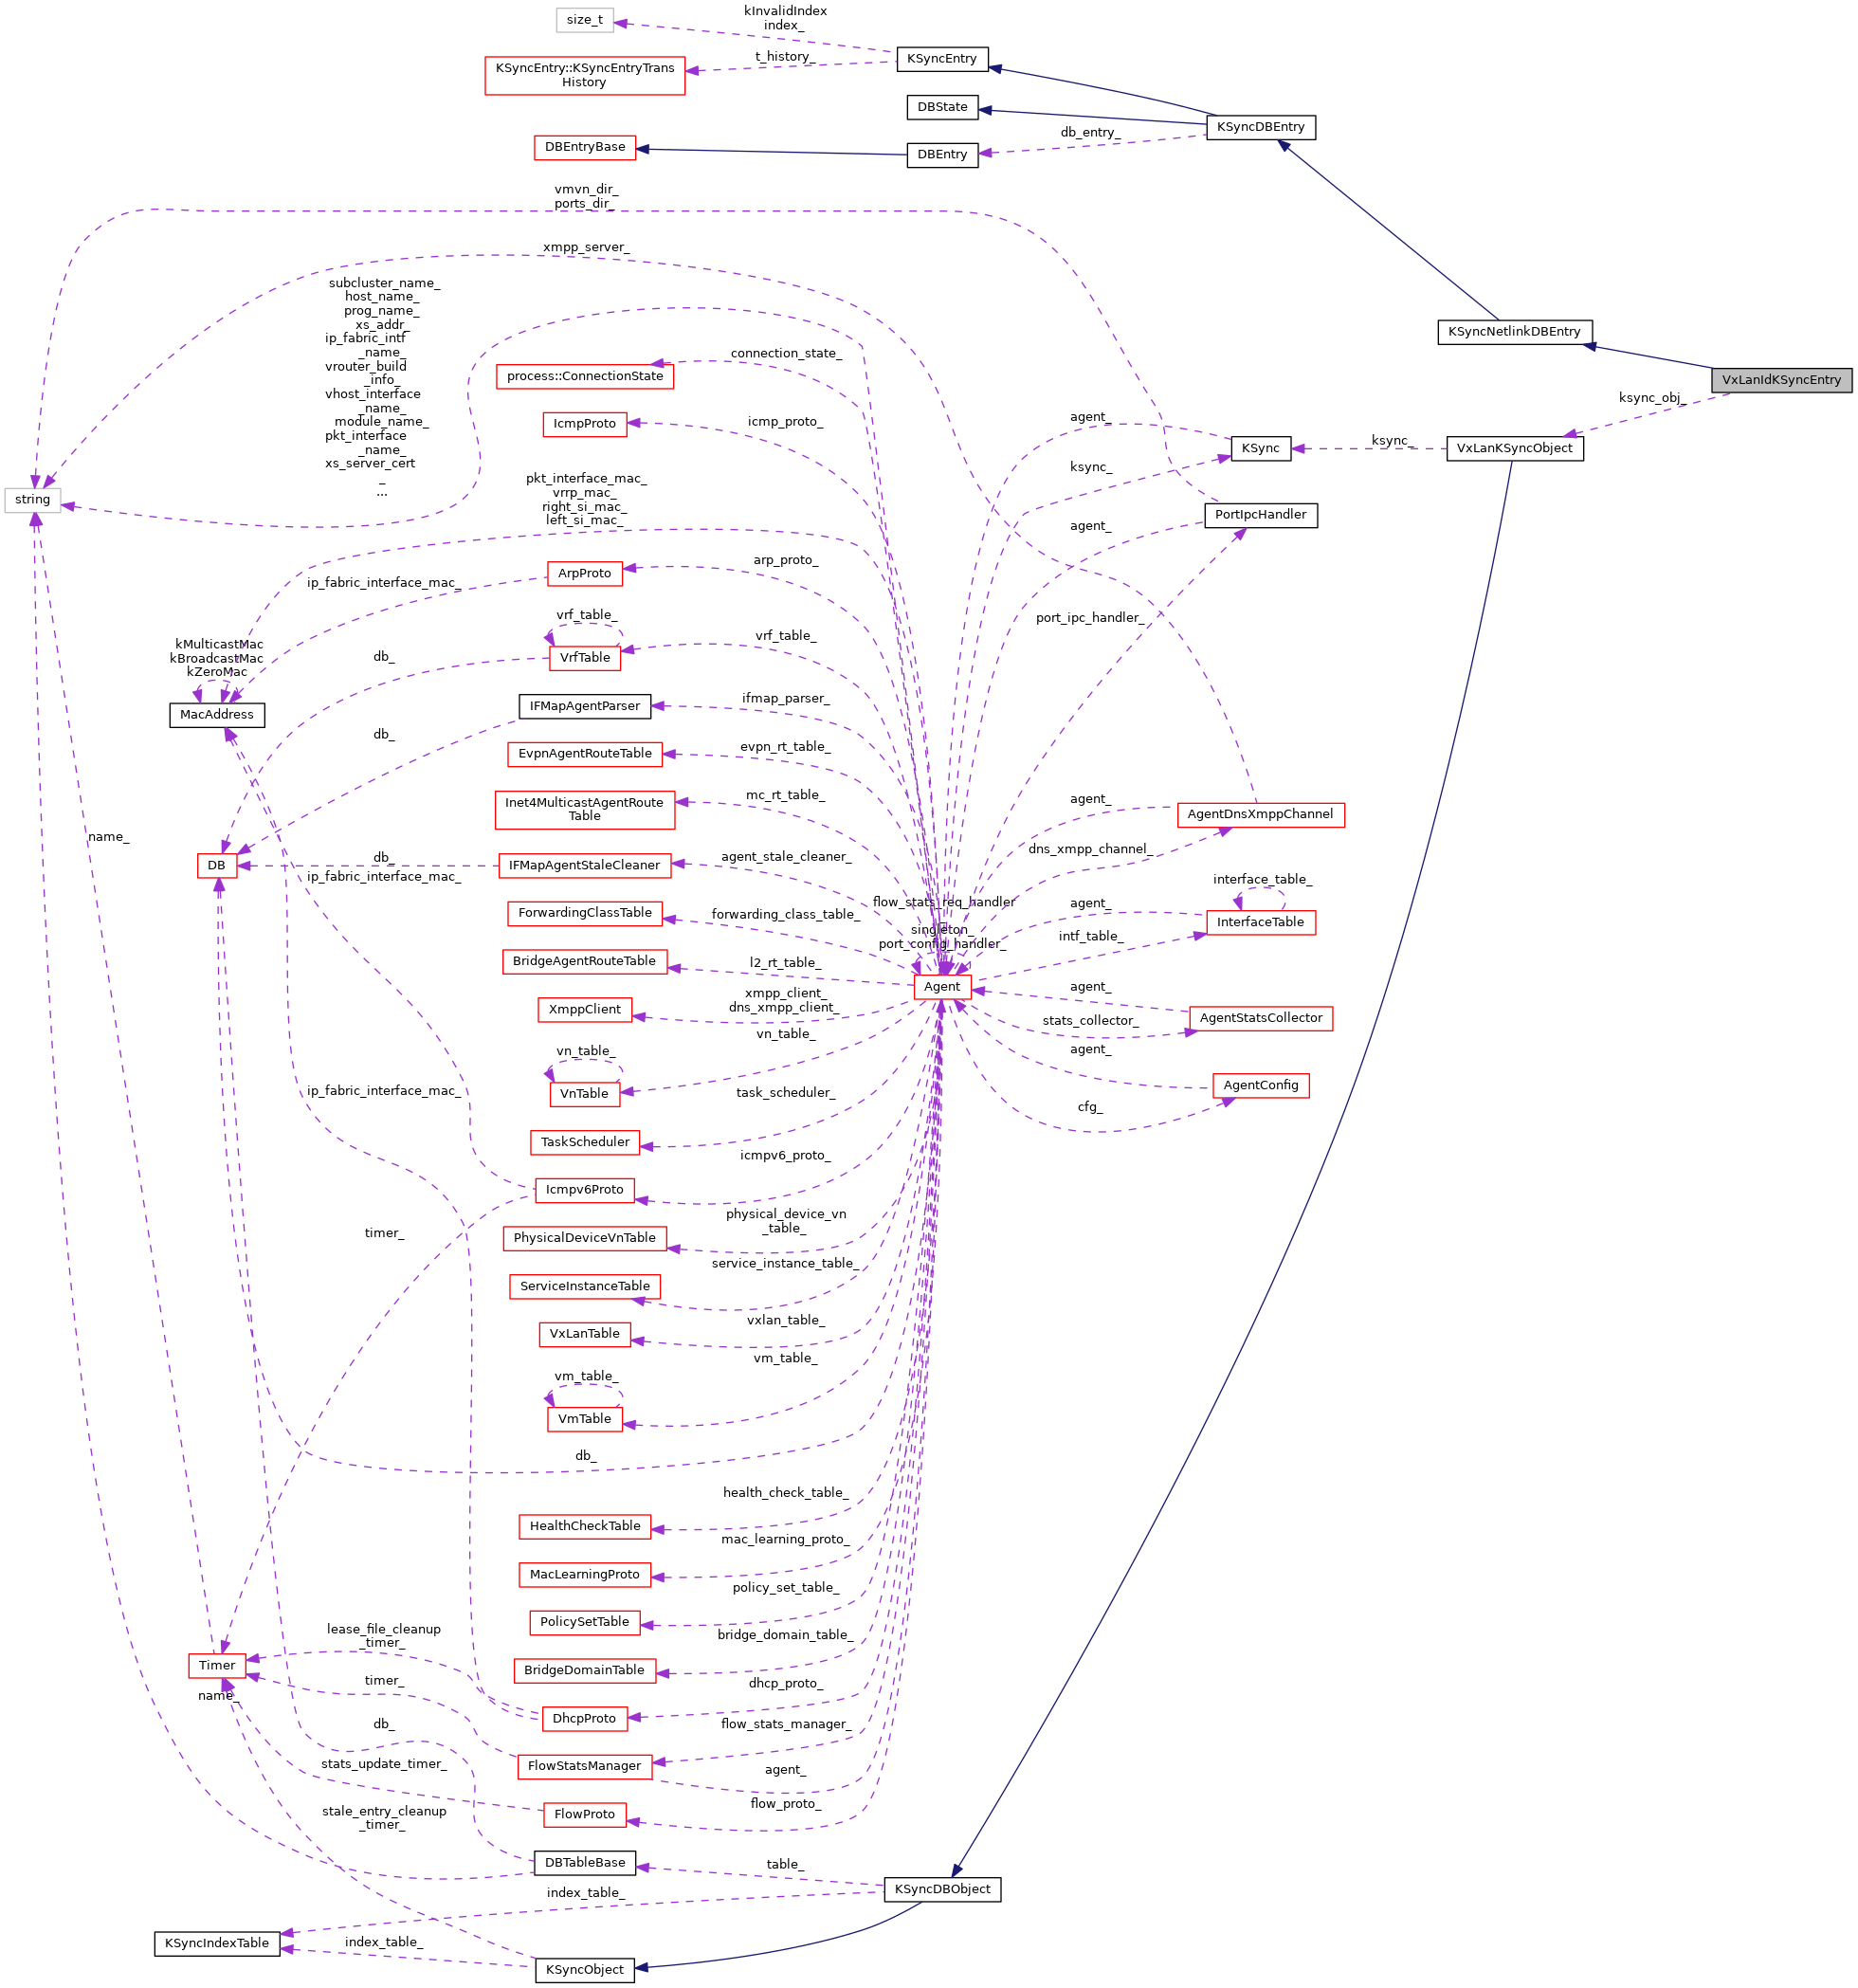 kInvalidIndex
index_
size_t
t_history_
KSyncEntry
KSyncEntry::KSyncEntryTrans
History
DBState
KSyncDBEntry
db_entry_
DBEntryBase
DBEntry
vmvn_dir_
ports_dir_
xmpp_server_
subcluster_name_
host_name_
prog_name_
xs_addr_
ip_fabric_intf
_name_
vrouter_build
_info_
vhost_interface
_name_
module_name_
pkt_interface
_name_
xs_server_cert
_
...
KSyncNetlinkDBEntry
connection_state_
process::ConnectionState
VxLanIdKSyncEntry
ksync_obj_
icmp_proto_
IcmpProto
agent_
KSync
ksync_
VxLanKSyncObject
ksync_
string
pkt_interface_mac_
vrrp_mac_
right_si_mac_
left_si_mac_
PortIpcHandler
agent_
arp_proto_
ArpProto
ip_fabric_interface_mac_
vrf_table_
port_ipc_handler_
vrf_table_
VrfTable
db_
kMulticastMac
kBroadcastMac
kZeroMac
MacAddress
ifmap_parser_
IFMapAgentParser
db_
evpn_rt_table_
EvpnAgentRouteTable
mc_rt_table_
Inet4MulticastAgentRoute
Table
agent_
AgentDnsXmppChannel
name_
dns_xmpp_channel_
agent_stale_cleaner_
IFMapAgentStaleCleaner
db_
DB
ip_fabric_interface_mac_
interface_table_
InterfaceTable
agent_
intf_table_
flow_stats_req_handler
_
singleton_
port_config_handler_
forwarding_class_table_
ForwardingClassTable
l2_rt_table_
BridgeAgentRouteTable
Agent
agent_
xmpp_client_
dns_xmpp_client_
XmppClient
AgentStatsCollector
stats_collector_
vn_table_
agent_
vn_table_
VnTable
AgentConfig
cfg_
ip_fabric_interface_mac_
task_scheduler_
TaskScheduler
icmpv6_proto_
Icmpv6Proto
physical_device_vn
_table_
PhysicalDeviceVnTable
timer_
service_instance_table_
ServiceInstanceTable
vxlan_table_
VxLanTable
vm_table_
vm_table_
VmTable
db_
health_check_table_
HealthCheckTable
mac_learning_proto_
MacLearningProto
policy_set_table_
PolicySetTable
lease_file_cleanup
_timer_
bridge_domain_table_
BridgeDomainTable
Timer
timer_
name_
dhcp_proto_
DhcpProto
db_
flow_stats_manager_
FlowStatsManager
stats_update_timer_
agent_
flow_proto_
FlowProto
stale_entry_cleanup
_timer_
DBTableBase
table_
KSyncDBObject
index_table_
KSyncIndexTable
index_table_
KSyncObject